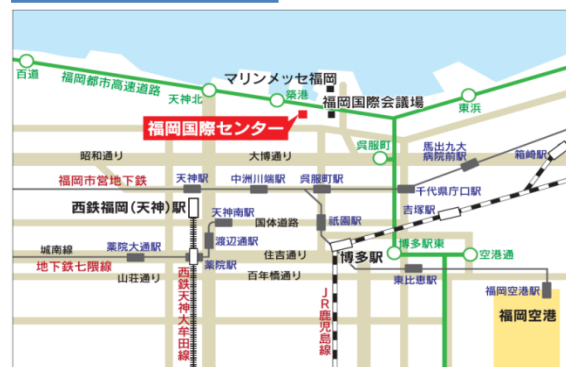 百道
福岡都市高速道路
天神北
マリンメッセ福岡
築港
福岡国際会議場
東浜
福岡国際センター
呉服町
馬出九大
病院前駅
箱崎駅
昭和通り
大博通り
福岡市営地下鉄
天神駅
中洲川端駅
呉服町駅
千代県庁口駅
西鉄福岡(天神)駅
天神南駅
国体道路
祇園駅
吉塚駅
城南線
薬院大通駅
渡辺通駅
住吉通り
博多駅
博多駅東
空港通
地下鉄七隈線
山荘通り
薬院駅
百年橋通り
東比恵駅
福岡空港駅
西鉄天神大牟田線
JR鹿児島線
福岡空港